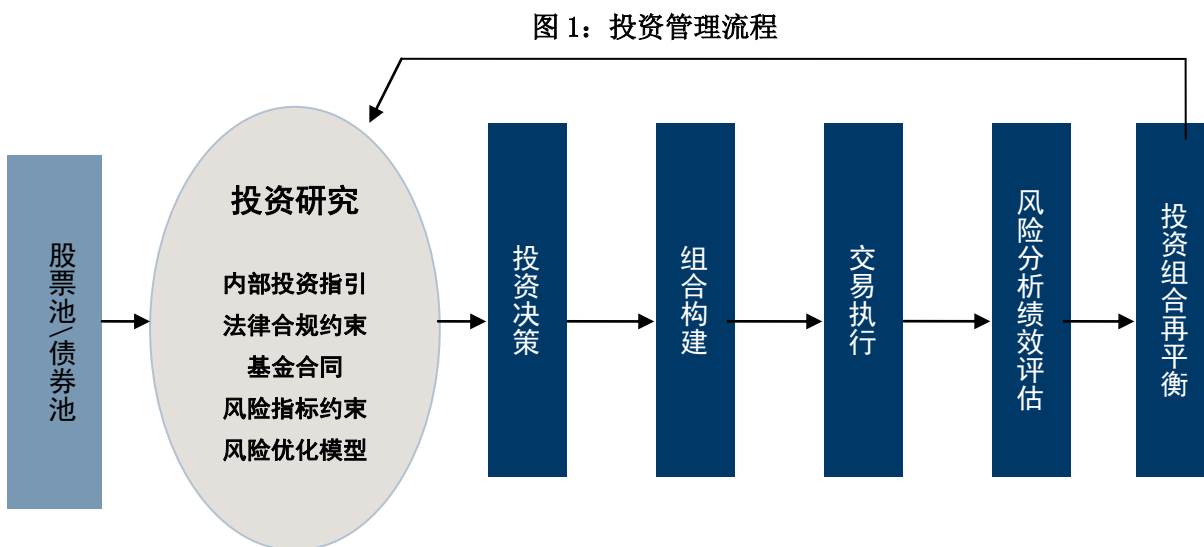 图 1：投资管理流程
股票池/债券池
投资研究
内部投资指引
法律合规约束
基金合同
风险指标约束
风险优化模型
投资决策
组合构建
交易执行
风险分析绩效评估
投资组合再平衡